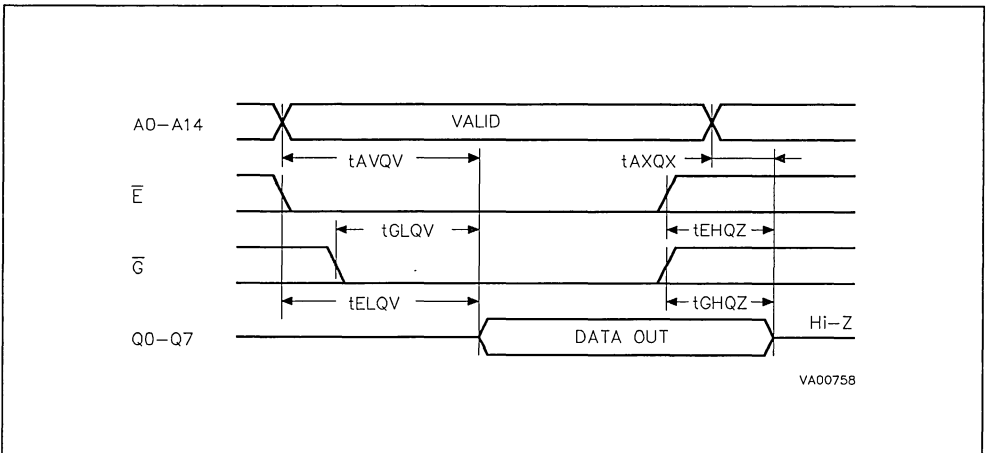 A0-A14
VALID
tAVQV
tAXQX
E̅
tGLQV
tEHQZ
G̅
tELQV
tGHQZ
Q0-Q7
DATA OUT
Hi-Z
VA00758